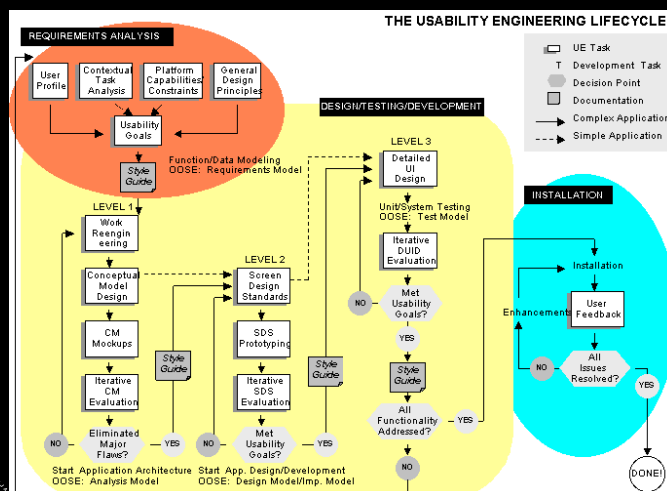 THE USABILITY ENGINEERING LIFECYCLE
REQUIREMENTS ANALYSIS
User
Profile
Contextual
Task
Analysis
Platform
Capabilities/
Constraints
General
Design
Principles
Usability
Goals
Style
Guide
Function/Data Modeling
OOSE: Requirements Model
UE Task
T Development Task
Decision Point
Documentation
Complex Application
Simple Application
DESIGN/TESTING/DEVELOPMENT
LEVEL 1
Work
Reengi
neering
Conceptual
Model
Design
CM
Mockups
Iterative
CM
Evaluation
Eliminated
Major
Flaws?
NO
YES
Style
Guide
Start Application Architecture
OOSE: Analysis Model
LEVEL 2
Screen
Design
Standards
SDS
Prototyping
Iterative
SDS
Evaluation
Met
Usability
Goals?
NO
YES
Style
Guide
Start App. Design/Development
OOSE: Design Model/Imp. Model
LEVEL 3
Detailed
UI
Design
Unit/System Testing
OOSE: Test Model
Iterative
DUID
Evaluation
Met
Usability
Goals?
NO
YES
Style
Guide
All
Functionality
Addressed?
YES
NO
INSTALLATION
Installation
Enhancements
User
Feedback
All
Issues
Resolved?
NO
YES
DONE!